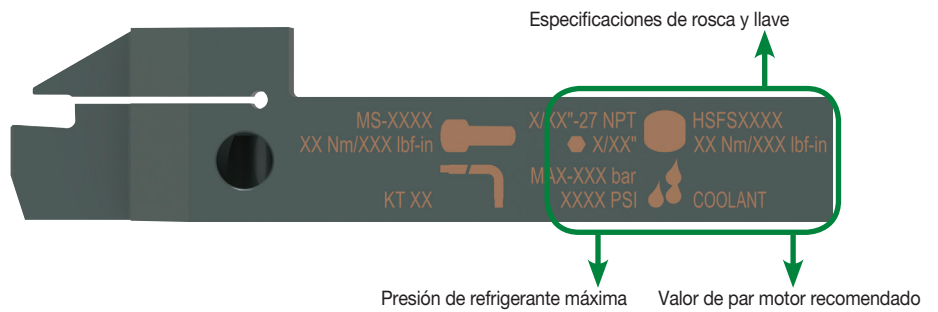 Especificaciones de rosca y llave
MS-XXXX
XX Nm/XXX lbf-in
KT XX
X/XX"-27 NPT
X/XX"
HSFSXXXX
XX Nm/XXX lbf-in
MAX-XXX bar
XXXX PSI
COOLANT
Presión de refrigerante máxima
Valor de par motor recomendado